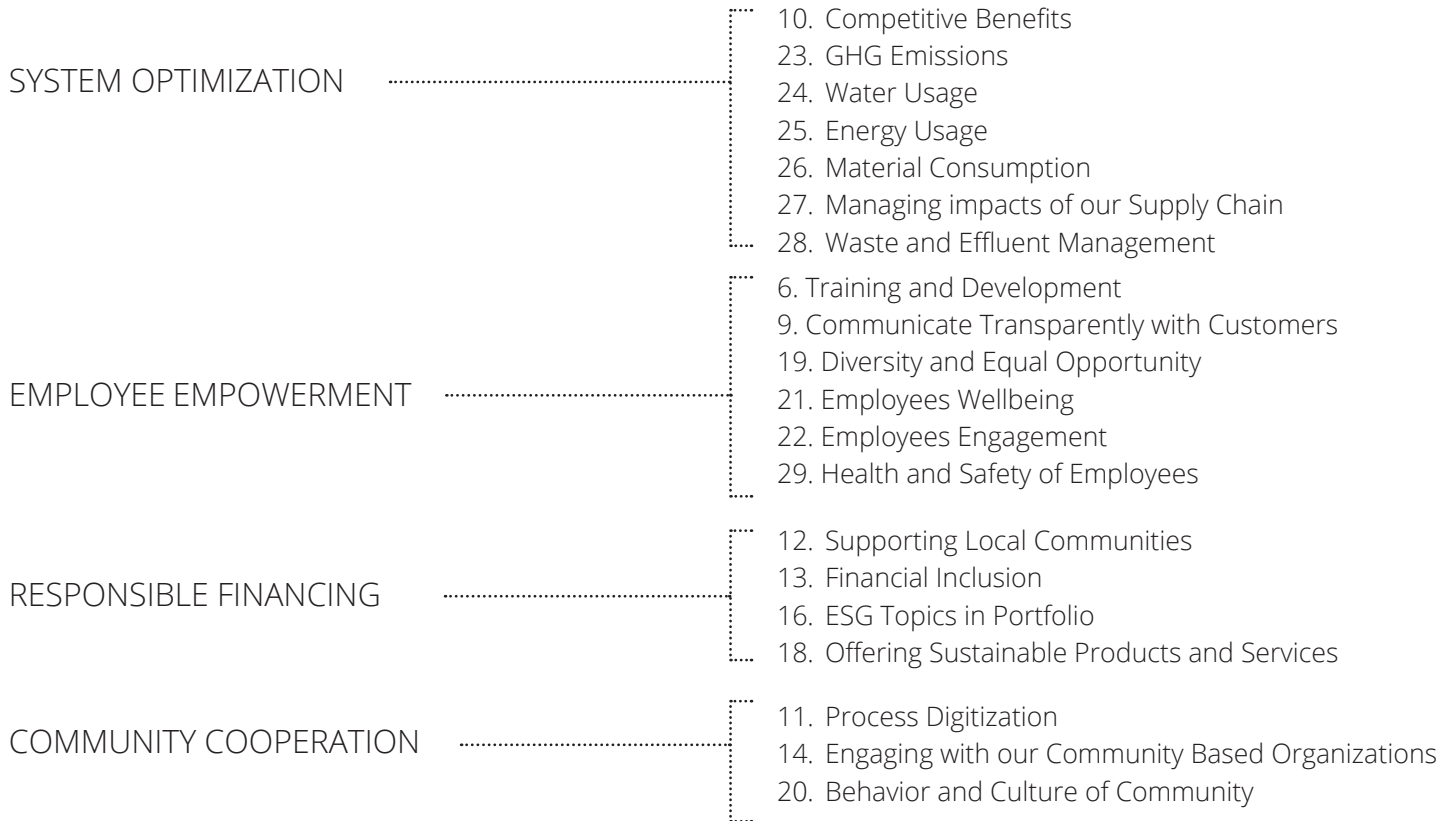 SYSTEM OPTIMIZATION
10. Competitive Benefits
23. GHG Emissions
24. Water Usage
25. Energy Usage
26. Material Consumption
27. Managing impacts of our Supply Chain
28. Waste and Effluent Management
EMPLOYEE EMPOWERMENT
6. Training and Development
9. Communicate Transparently with Customers
19. Diversity and Equal Opportunity
21. Employees Wellbeing
22. Employees Engagement
29. Health and Safety of Employees
RESPONSIBLE FINANCING
12. Supporting Local Communities
13. Financial Inclusion
16. ESG Topics in Portfolio
18. Offering Sustainable Products and Services
COMMUNITY COOPERATION
11. Process Digitization
14. Engaging with our Community Based Organizations
20. Behavior and Culture of Community